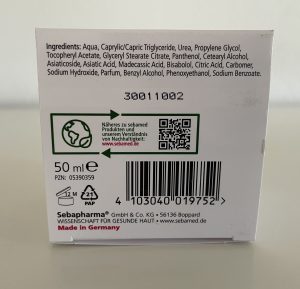 Ingredients: Aqua, Caprylic/Capric Triglyceride, Urea, Propylene Glycol,
Tocopheryl Acetate, Glyceryl Stearate Citrate, Panthenol, Cetearyl Alcohol,
Asiaticoside, Asiatic Acid, Madecassic Acid, Bisabolol, Citric Acid, Carbomer,
Sodium Hydroxide, Parfum, Benzyl Alcohol, Phenoxyethanol, Sodium Benzoate.
30011002
Näheres zu sebamed
Produkten und
unserem Verständnis
von Nachhaltigkeit:
www.sebamed.de
50 ml e
PZN: 05390359
12 M
21
PAP
4 103040 019752
Sebapharma® GmbH & Co. KG • 56136 Boppard
WISSENSCHAFT FÜR GESUNDE HAUT • www.sebamed.de
Made in Germany